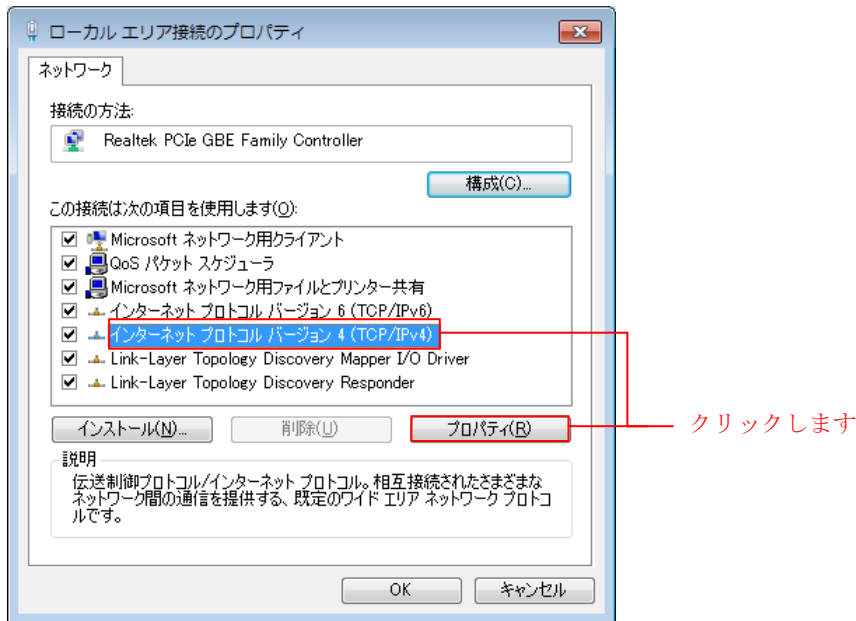 ローカル エリア接続のプロパティ
ネットワーク
接続の方法:
Realtek PCIe GBE Family Controller
構成(C)...
この接続は次の項目を使用します(O):
Microsoft ネットワーク用クライアント
QoS パケット スケジューラ
Microsoft ネットワーク用ファイルとプリンター共有
インターネット プロトコル バージョン 6 (TCP/IPv6)
インターネット プロトコル バージョン 4 (TCP/IPv4)
Link-Layer Topology Discovery Mapper I/O Driver
Link-Layer Topology Discovery Responder
インストール(N)... 削除(U) プロパティ(R)
クリックします
説明
伝送制御プロトコル/インターネット プロトコル。相互接続されたさまざまな
ネットワーク間の通信を提供する、既定のワイド エリア ネットワーク プロトコ
ルです。
OK キャンセル